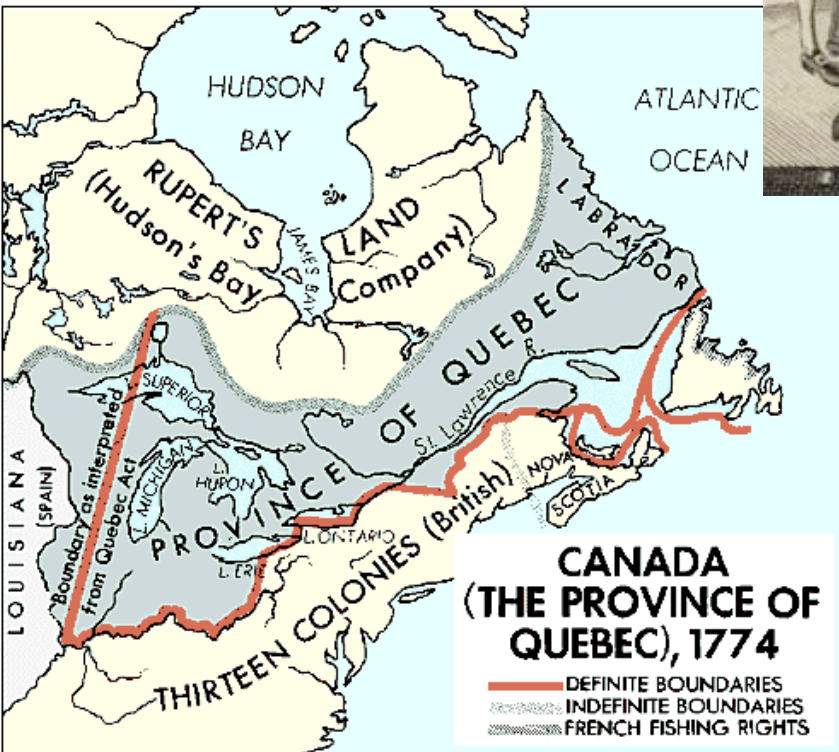 HUDSON
BAY
ATLANTIC
OCEAN
RUPERT'S
(Hudson's Bay
LAND
Company)
JAMES BAY
LABRADOR
PROVINCE OF QUEBEC
St. Lawrence R.
SUPERIOR
L. MICHIGAN
L.
HURON
L. ONTARIO
L. ERIE
NOVA
SCOTIA
LOUISIANA
(SPAIN)
Boundary as interpreted
from Quebec Act
THIRTEEN COLONIES (British)
CANADA
(THE PROVINCE OF
QUEBEC), 1774
DEFINITE BOUNDARIES
INDEFINITE BOUNDARIES
FRENCH FISHING RIGHTS